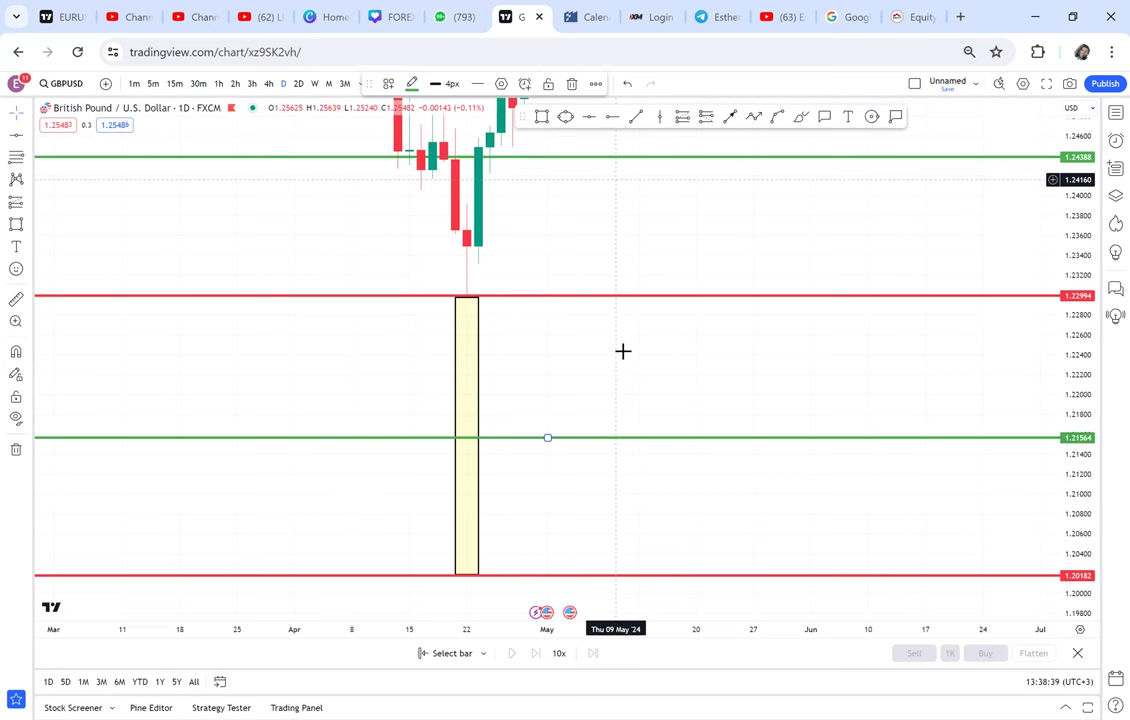 EURUS
Chann
Chann
(62) L
Home
FORE
(793)
G
Calen
Login
Esther
(63) E
Goog
Equity
tradingview.com/chart/xz9SK2vh/
E 11
GBPUSD
1m 5m 15m 30m 1h 2h 3h 4h D 2D W M 3M
4px
Unnamed
Save
Publish
British Pound / U.S. Dollar · 1D · FXCM
O1.25625 H1.25639 L1.25240 C1.25482 -0.00143 (-0.11%)
USD
1.25483 0.3 1.25486
1.24600
1.24388
1.24160
1.24000
1.23800
1.23600
1.23400
1.23200
1.22994
1.22800
1.22600
1.22400
1.22200
1.22000
1.21800
1.21564
1.21400
1.21200
1.21000
1.20800
1.20600
1.20400
1.20182
1.20000
1.19800
Mar 11 18 25 Apr 8 15 22 May Thu 09 May '24 20 27 Jun 10 17 24 Jul
Select bar 10x
Sell 1K Buy Flatten
1D 5D 1M 3M 6M YTD 1Y 5Y All
13:38:39 (UTC+3)
Stock Screener Pine Editor Strategy Tester Trading Panel